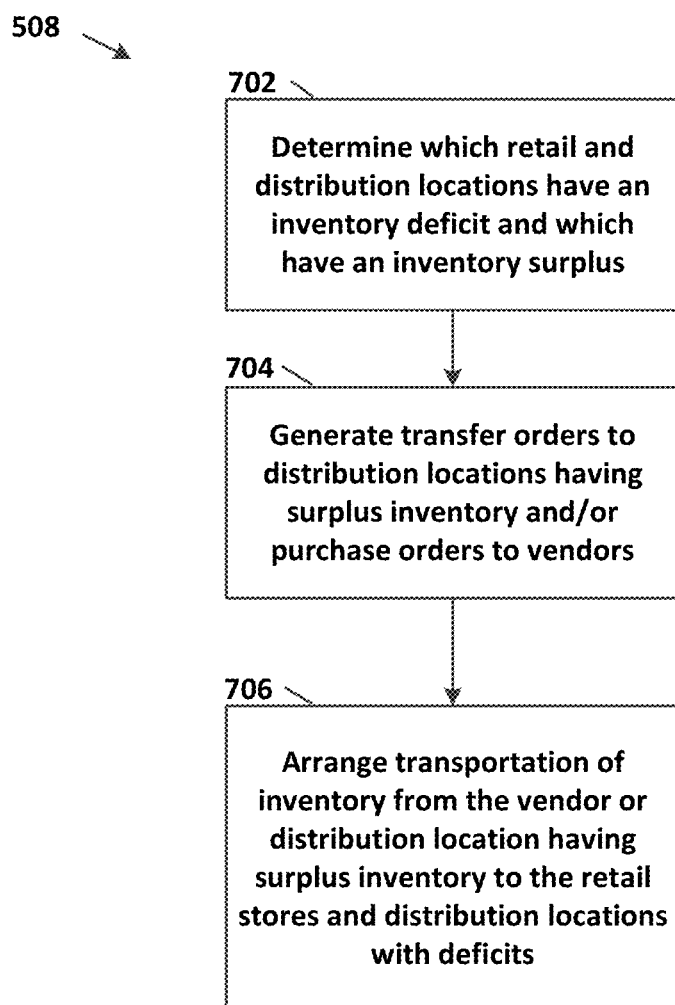 508
702
Determine which retail and
distribution locations have an
inventory deficit and which
have an inventory surplus
704
Generate transfer orders to
distribution locations having
surplus inventory and/or
purchase orders to vendors
706
Arrange transportation of
inventory from the vendor or
distribution location having
surplus inventory to the retail
stores and distribution locations
with deficits